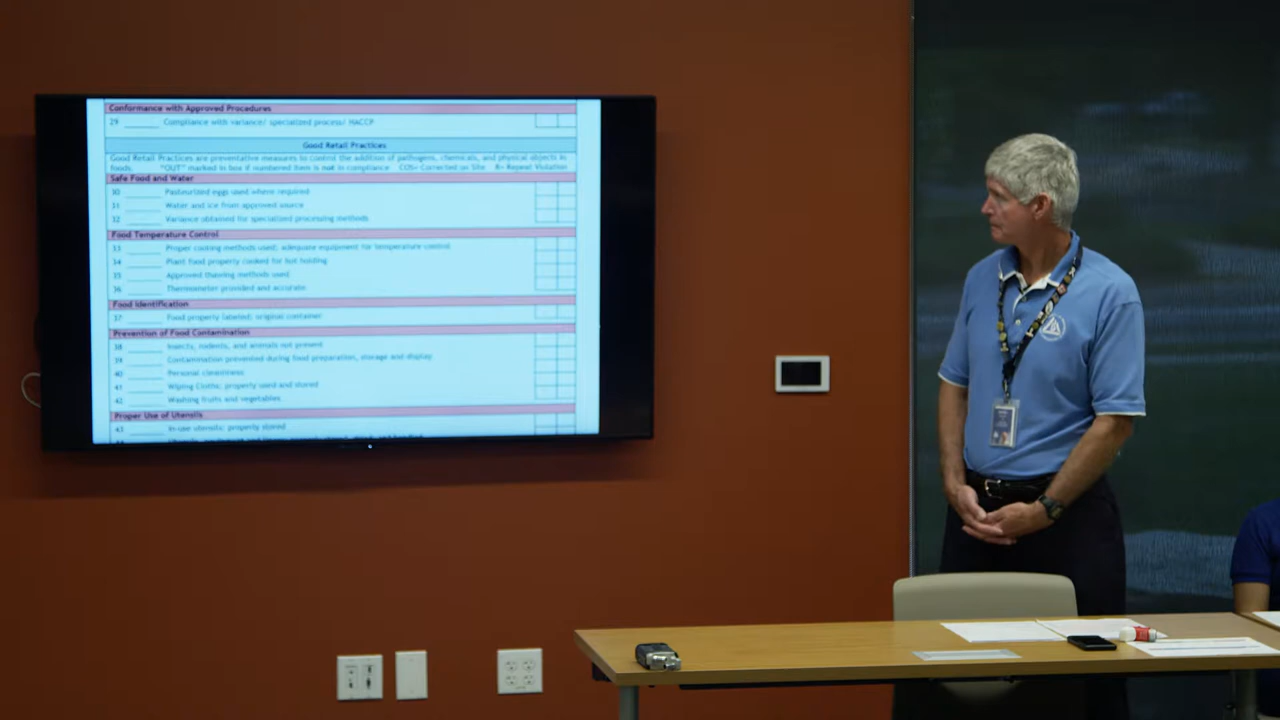 Conformance with Approved Procedures
29 Compliance with variance/ specialized process/ HACCP
Good Retail Practices
Good Retail Practices are preventative measures to control the addition of pathogens, chemicals, and physical objects in
foods. "OUT" marked in box if numbered item is not in compliance COS= Corrected on Site R= Repeat Violation
Safe Food and Water
30 Pasteurized eggs used where required
31 Water and ice from approved source
32 Variance obtained for specialized processing methods
Food Temperature Control
33 Proper cooking methods used; adequate equipment for temperature control
34 Plant food properly cooked for hot holding
35 Approved thawing methods used
36 Thermometer provided and accurate
Food Identification
37 Food properly labeled; original container
Prevention of Food Contamination
38 Insects, rodents, and animals not present
39 Contamination prevented during food preparation, storage and display
40 Personal cleanliness
41 Wiping Cloths; properly used and stored
42 Washing fruits and vegetables
Proper Use of Utensils
43 In-use utensils; properly stored